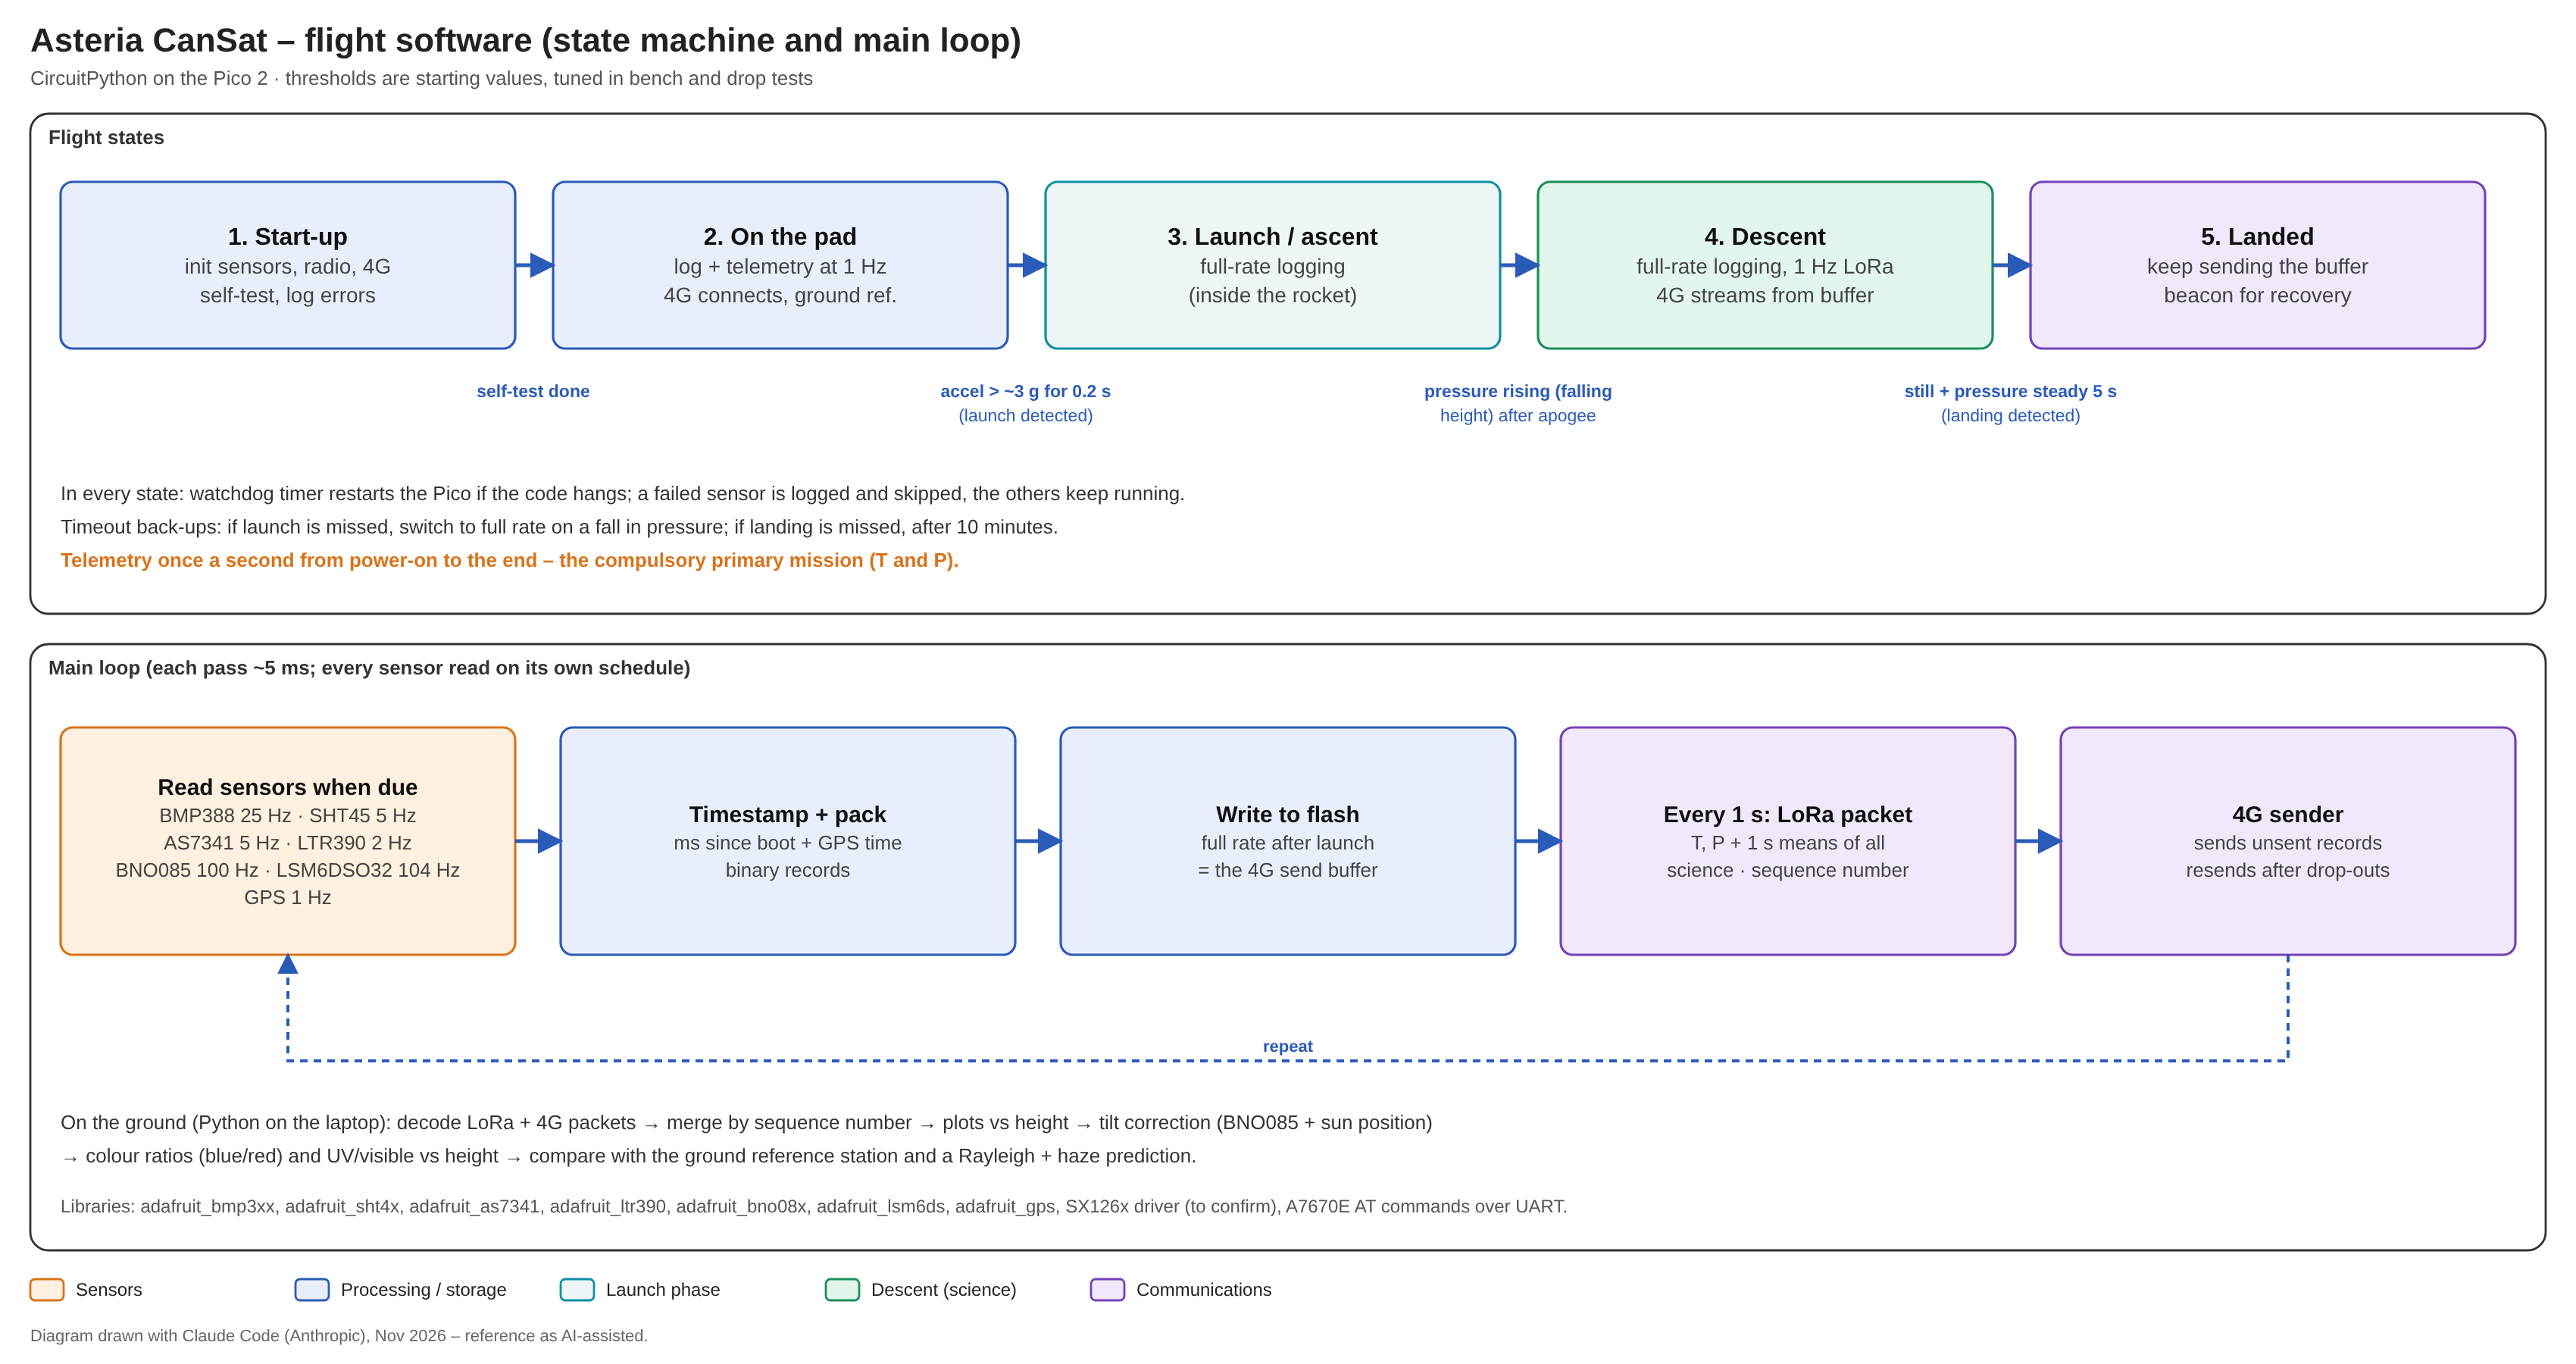 Asteria CanSat – flight software (state machine and main loop)
CircuitPython on the Pico 2 · thresholds are starting values, tuned in bench and drop tests
Flight states
1. Start-up
init sensors, radio, 4G
self-test, log errors
2. On the pad
log + telemetry at 1 Hz
4G connects, ground ref.
3. Launch / ascent
full-rate logging
(inside the rocket)
4. Descent
full-rate logging, 1 Hz LoRa
4G streams from buffer
5. Landed
keep sending the buffer
beacon for recovery
self-test done
accel > ~3 g for 0.2 s
(launch detected)
pressure rising (falling
height) after apogee
still + pressure steady 5 s
(landing detected)
In every state: watchdog timer restarts the Pico if the code hangs; a failed sensor is logged and skipped, the others keep running.
Timeout back-ups: if launch is missed, switch to full rate on a fall in pressure; if landing is missed, after 10 minutes.
Telemetry once a second from power-on to the end – the compulsory primary mission (T and P).
Main loop (each pass ~5 ms; every sensor read on its own schedule)
Read sensors when due
BMP388 25 Hz · SHT45 5 Hz
AS7341 5 Hz · LTR390 2 Hz
BNO085 100 Hz · LSM6DSO32 104 Hz
GPS 1 Hz
Timestamp + pack
ms since boot + GPS time
binary records
Write to flash
full rate after launch
= the 4G send buffer
Every 1 s: LoRa packet
T, P + 1 s means of all
science · sequence number
4G sender
sends unsent records
resends after drop-outs
repeat
On the ground (Python on the laptop): decode LoRa + 4G packets → merge by sequence number → plots vs height → tilt correction (BNO085 + sun position)
→ colour ratios (blue/red) and UV/visible vs height → compare with the ground reference station and a Rayleigh + haze prediction.
Libraries: adafruit_bmp3xx, adafruit_sht4x, adafruit_as7341, adafruit_ltr390, adafruit_bno08x, adafruit_lsm6ds, adafruit_gps, SX126x driver (to confirm), A7670E AT commands over UART.
Sensors
Processing / storage
Launch phase
Descent (science)
Communications
Diagram drawn with Claude Code (Anthropic), Nov 2026 – reference as AI-assisted.